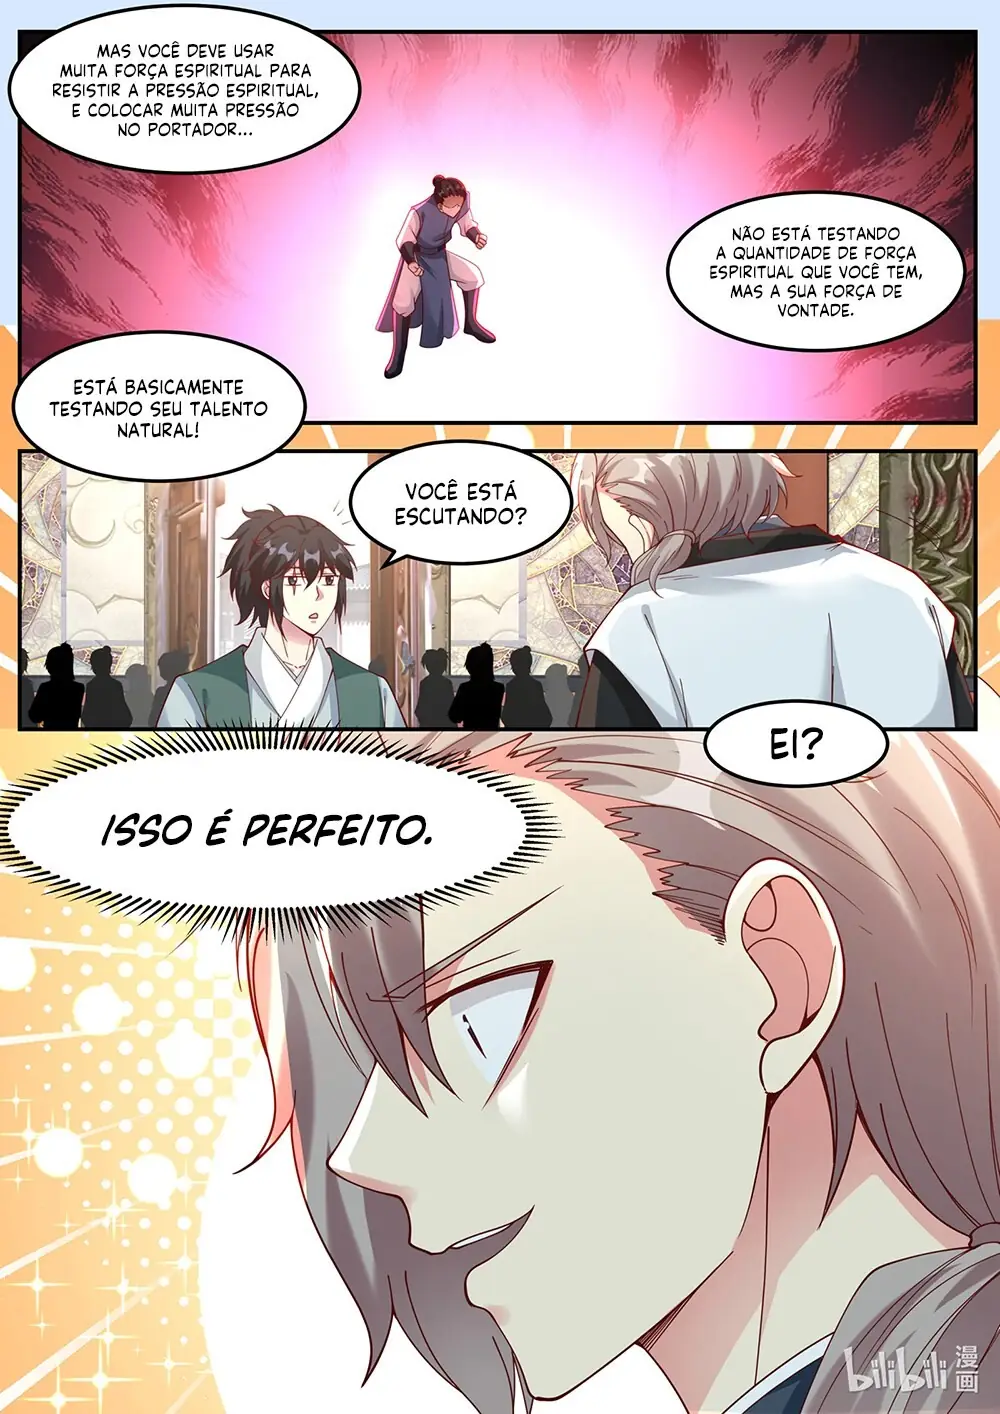 MAS VOCÊ DEVE USAR
MUITA FORÇA ESPIRITUAL PARA
RESISTIR A PRESSÃO ESPIRITUAL,
E COLOCAR MUITA PRESSÃO
NO PORTADOR...
NÃO ESTÁ TESTANDO
A QUANTIDADE DE FORÇA
ESPIRITUAL QUE VOCÊ TEM,
MAS A SUA FORÇA DE
VONTADE.
ESTÁ BASICAMENTE
TESTANDO SEU TALENTO
NATURAL!
VOCÊ ESTÁ
ESCUTANDO?
EI?
ISSO É PERFEITO.
bilibili 漫画